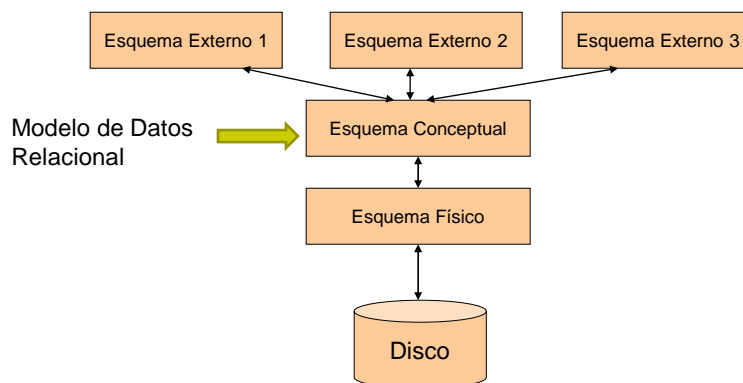 Esquema Externo 1
Esquema Externo 2
Esquema Externo 3
Modelo de Datos
Relacional
Esquema Conceptual
Esquema Físico
Disco